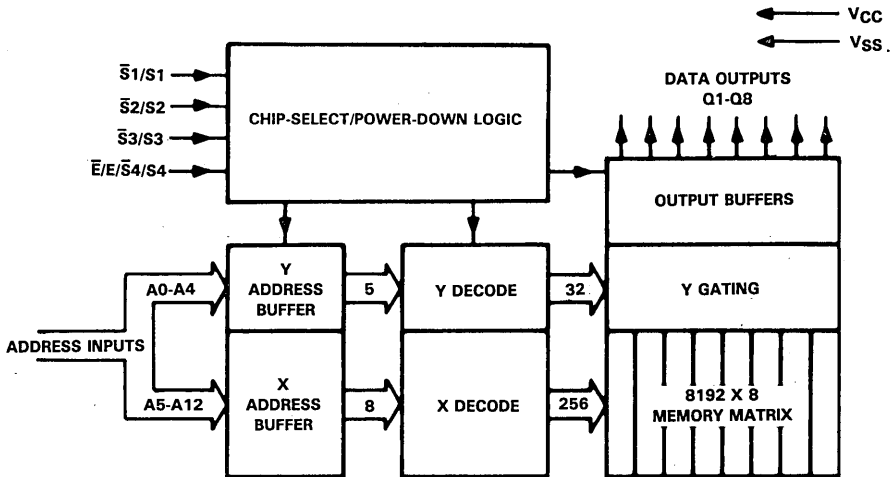 VCC
VSS.
DATA OUTPUTS
Q1-Q8
S̅1/S1
S̅2/S2
S̅3/S3
E̅/E/S̅4/S4
CHIP-SELECT/POWER-DOWN LOGIC
OUTPUT BUFFERS
ADDRESS INPUTS
A0-A4
Y
ADDRESS
BUFFER
5
Y DECODE
32
Y GATING
A5-A12
X
ADDRESS
BUFFER
8
X DECODE
256
8192 X 8
MEMORY MATRIX